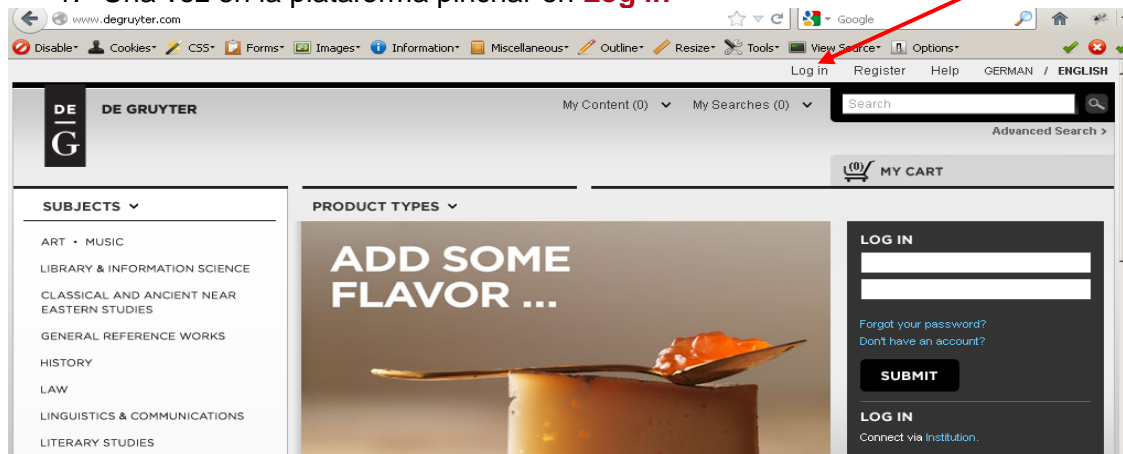 1. Una vez en la plataforma pinchar en Log in
www.degruyter.com
Google
Disable Cookies CSS Forms Images Information Miscellaneous Outline Resize Tools View Source Options
Log in Register Help GERMAN / ENGLISH
DE G
DE GRUYTER
My Content (0) My Searches (0)
Search
Advanced Search >
(0) MY CART
SUBJECTS
PRODUCT TYPES
ART • MUSIC
LIBRARY & INFORMATION SCIENCE
CLASSICAL AND ANCIENT NEAR
EASTERN STUDIES
GENERAL REFERENCE WORKS
HISTORY
LAW
LINGUISTICS & COMMUNICATIONS
LITERARY STUDIES
ADD SOME
FLAVOR ...
LOG IN
Forgot your password?
Don't have an account?
SUBMIT
LOG IN
Connect via Institution.